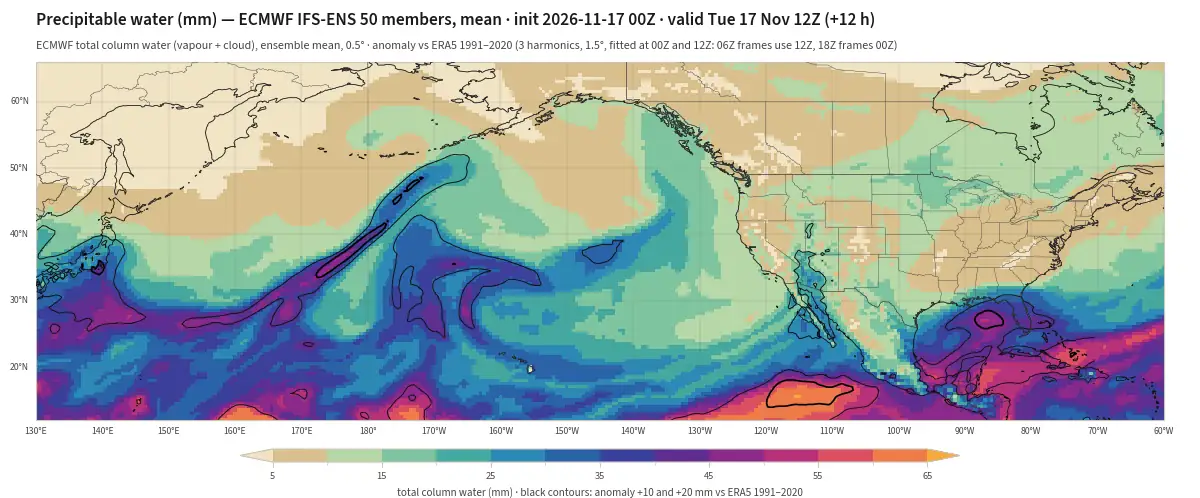 Precipitable water (mm) — ECMWF IFS-ENS 50 members, mean · init 2026-11-17 00Z · valid Tue 17 Nov 12Z (+12 h)
ECMWF total column water (vapour + cloud), ensemble mean, 0.5° · anomaly vs ERA5 1991–2020 (3 harmonics, 1.5°, fitted at 00Z and 12Z: 06Z frames use 12Z, 18Z frames 00Z)
60°N
50°N
40°N
30°N
20°N
130°E 140°E 150°E 160°E 170°E 180° 170°W 160°W 150°W 140°W 130°W 120°W 110°W 100°W 90°W 80°W 70°W 60°W
5 15 25 35 45 55 65
total column water (mm) · black contours: anomaly +10 and +20 mm vs ERA5 1991–2020